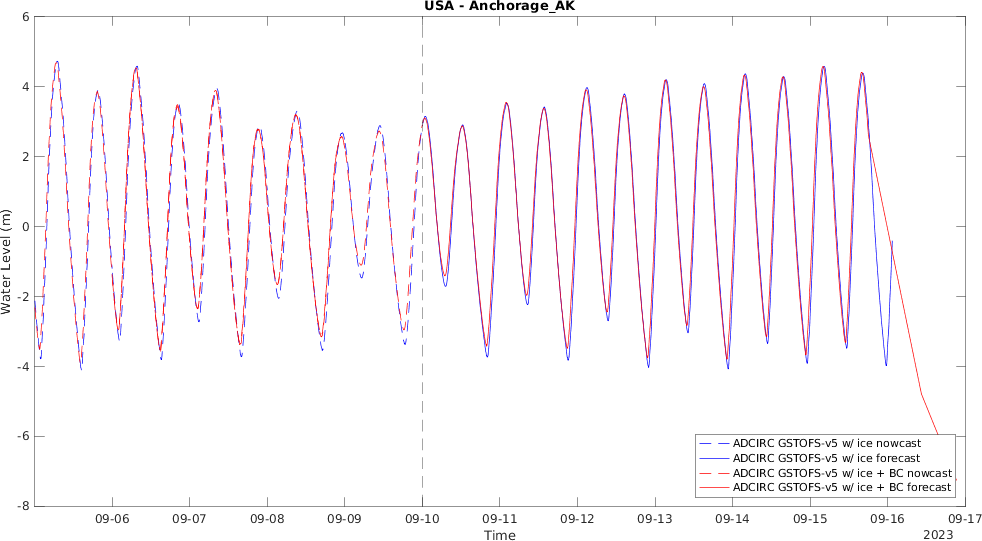 USA - Anchorage_AK
6
4
2
0
-2
-4
-6
-8
Water Level (m)
ADCIRC GSTOFS-v5 w/ ice nowcast
ADCIRC GSTOFS-v5 w/ ice forecast
ADCIRC GSTOFS-v5 w/ ice + BC nowcast
ADCIRC GSTOFS-v5 w/ ice + BC forecast
09-06 09-07 09-08 09-09 09-10 09-11 09-12 09-13 09-14 09-15 09-16 09-17
Time
2023